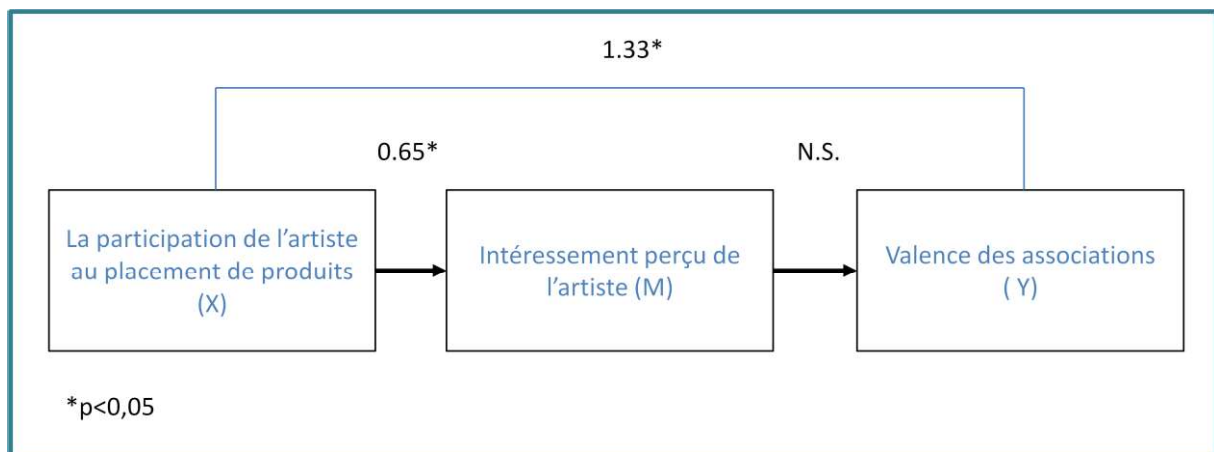 1.33*
0.65*
N.S.
La participation de l’artiste
au placement de produits
(X)
Intéressement perçu de
l’artiste (M)
Valence des associations
( Y)
*p<0,05